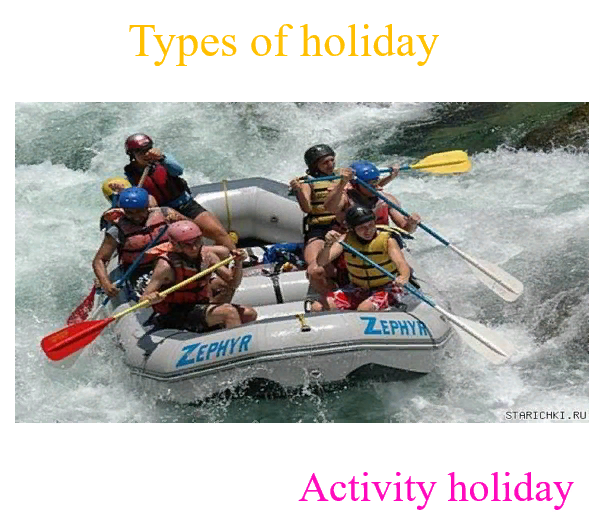 Types of holiday
ZEPHYR
ZEPHYR
STARICHKI.RU
Activity holiday